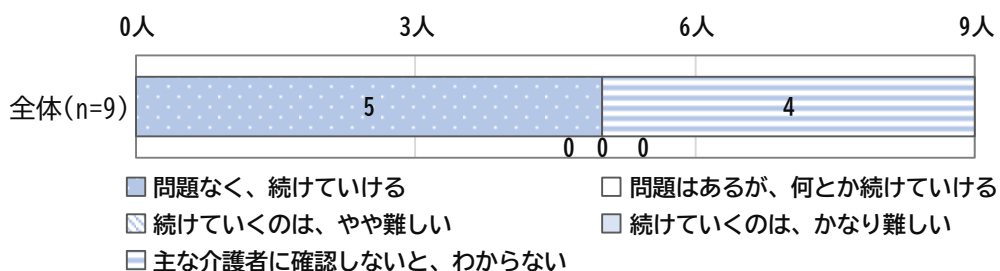 0人 3人 6人 9人
全体(n=9) 5 4
0 0 0
問題なく、続けていける 問題はあるが、何とか続けていける
続けていくのは、やや難しい 続けていくのは、かなり難しい
主な介護者に確認しないと、わからない